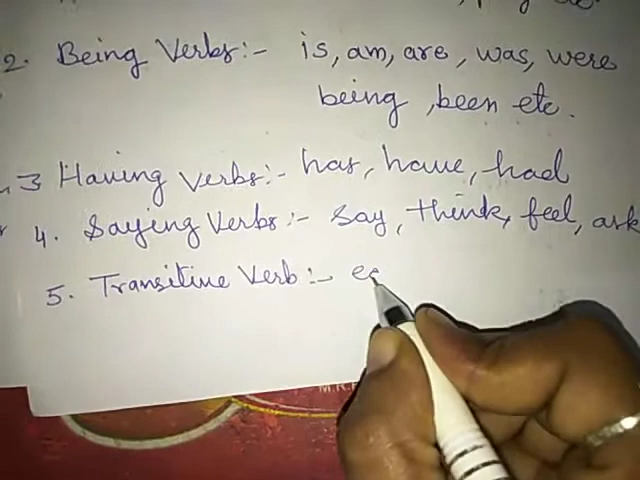 2. Being Verbs:- is, am, are, was, were
being, been etc.
3 Having Verbs:- has, have, had
4. Saying Verbs:- Say, think, feel, ask
5. Transitive Verb:-